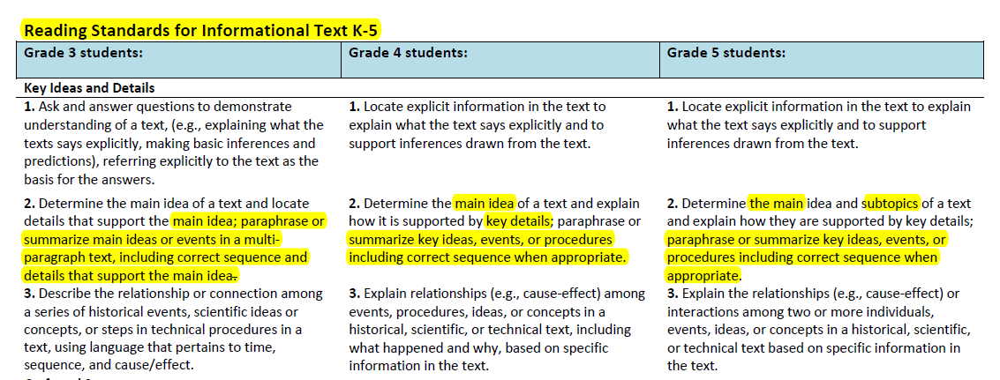 Reading Standards for Informational Text K-5
Grade 3 students:
Grade 4 students:
Grade 5 students:
Key Ideas and Details
1. Ask and answer questions to demonstrate
understanding of a text, (e.g., explaining what the
texts says explicitly, making basic inferences and
predictions), referring explicitly to the text as the
basis for the answers.
1. Locate explicit information in the text to
explain what the text says explicitly and to
support inferences drawn from the text.
1. Locate explicit information in the text to explain
what the text says explicitly and to support
inferences drawn from the text.
2. Determine the main idea of a text and locate
details that support the main idea; paraphrase or
summarize main ideas or events in a multi-
paragraph text, including correct sequence and
details that support the main idea.
2. Determine the main idea of a text and explain
how it is supported by key details; paraphrase or
summarize key ideas, events, or procedures
including correct sequence when appropriate.
2. Determine the main idea and subtopics of a text
and explain how they are supported by key details;
paraphrase or summarize key ideas, events, or
procedures including correct sequence when
appropriate.
3. Describe the relationship or connection among
a series of historical events, scientific ideas or
concepts, or steps in technical procedures in a
text, using language that pertains to time,
sequence, and cause/effect.
3. Explain relationships (e.g., cause-effect) among
events, procedures, ideas, or concepts in a
historical, scientific, or technical text, including
what happened and why, based on specific
information in the text.
3. Explain the relationships (e.g., cause-effect) or
interactions among two or more individuals,
events, ideas, or concepts in a historical, scientific,
or technical text based on specific information in
the text.